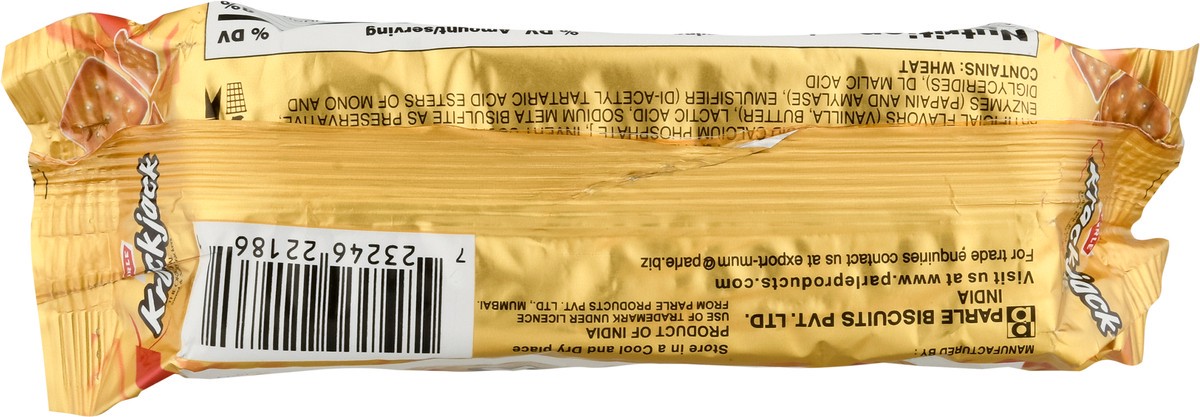 MANUFACTURED BY :
PARLE BISCUITS PVT. LTD.
INDIA
Visit us at www.parleproducts.com
For trade enquiries contact us at export-mum@parle.biz
Store in a Cool and Dry place
PRODUCT OF INDIA
USE OF TRADEMARK UNDER LICENCE
FROM PARLE PRODUCTS PVT. LTD., MUMBAI.
7 23246 22186
Krackjack
Krackjack
CALCIUM PHOSPHATE, INVERT
ARTIFICIAL FLAVORS (VANILLA, BUTTER), LACTIC ACID, SODIUM META BISULFITE AS PRESERVATIVE,
ENZYMES (PAPAIN AND AMYLASE), EMULSIFIER (DI-ACETYL TARTARIC ACID ESTERS OF MONO AND
DIGLYCERIDES), DL MALIC ACID
CONTAINS: WHEAT
Nutrition
Amount/serving % DV
% DV